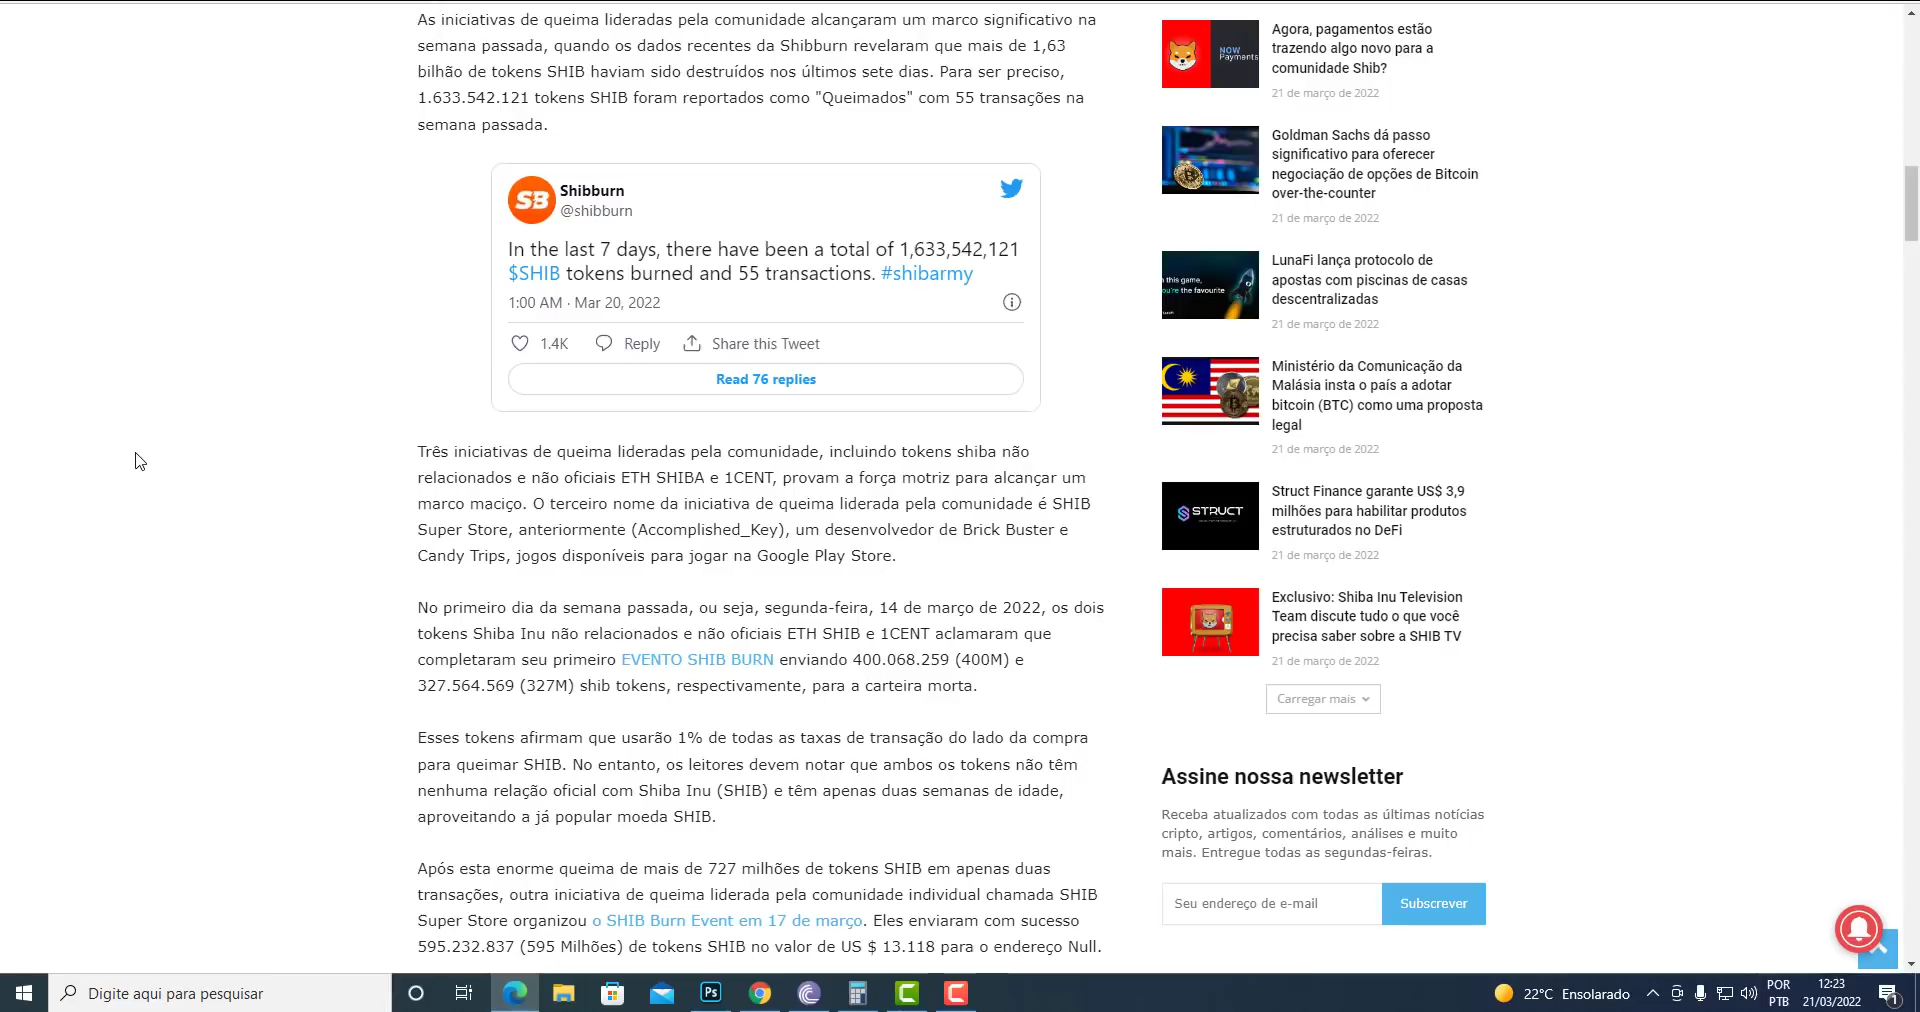 As iniciativas de queima lideradas pela comunidade alcançaram um marco significativo na
semana passada, quando os dados recentes da Shibburn revelaram que mais de 1,63
bilhão de tokens SHIB haviam sido destruídos nos últimos sete dias. Para ser preciso,
1.633.542.121 tokens SHIB foram reportados como "Queimados" com 55 transações na
semana passada.
SB
Shibburn
@shibburn
In the last 7 days, there have been a total of 1,633,542,121
$SHIB tokens burned and 55 transactions. #shibarmy
1:00 AM · Mar 20, 2022
1.4K Reply Share this Tweet
Read 76 replies
Três iniciativas de queima lideradas pela comunidade, incluindo tokens shiba não
relacionados e não oficiais ETH SHIBA e 1CENT, provam a força motriz para alcançar um
marco maciço. O terceiro nome da iniciativa de queima liderada pela comunidade é SHIB
Super Store, anteriormente (Accomplished_Key), um desenvolvedor de Brick Buster e
Candy Trips, jogos disponíveis para jogar na Google Play Store.
No primeiro dia da semana passada, ou seja, segunda-feira, 14 de março de 2022, os dois
tokens Shiba Inu não relacionados e não oficiais ETH SHIB e 1CENT aclamaram que
completaram seu primeiro EVENTO SHIB BURN enviando 400.068.259 (400M) e
327.564.569 (327M) shib tokens, respectivamente, para a carteira morta.
Esses tokens afirmam que usarão 1% de todas as taxas de transação do lado da compra
para queimar SHIB. No entanto, os leitores devem notar que ambos os tokens não têm
nenhuma relação oficial com Shiba Inu (SHIB) e têm apenas duas semanas de idade,
aproveitando a já popular moeda SHIB.
Após esta enorme queima de mais de 727 milhões de tokens SHIB em apenas duas
transações, outra iniciativa de queima liderada pela comunidade individual chamada SHIB
Super Store organizou o SHIB Burn Event em 17 de março. Eles enviaram com sucesso
595.232.837 (595 Milhões) de tokens SHIB no valor de US $ 13.118 para o endereço Null.
NOW
Payments
Agora, pagamentos estão
trazendo algo novo para a
comunidade Shib?
21 de março de 2022
Goldman Sachs dá passo
significativo para oferecer
negociação de opções de Bitcoin
over-the-counter
21 de março de 2022
n this game,
ou're the favourite
LunaFi lança protocolo de
apostas com piscinas de casas
descentralizadas
21 de março de 2022
Ministério da Comunicação da
Malásia insta o país a adotar
bitcoin (BTC) como uma proposta
legal
21 de março de 2022
STRUCT
Struct Finance garante US$ 3,9
milhões para habilitar produtos
estruturados no DeFi
21 de março de 2022
Exclusivo: Shiba Inu Television
Team discute tudo o que você
precisa saber sobre a SHIB TV
21 de março de 2022
Carregar mais
Assine nossa newsletter
Receba atualizados com todas as últimas notícias
cripto, artigos, comentários, análises e muito
mais. Entregue todas as segundas-feiras.
Seu endereço de e-mail Subscrever
Digite aqui para pesquisar
Ps
22°C Ensolarado
POR
PTB
12:23
21/03/2022
1